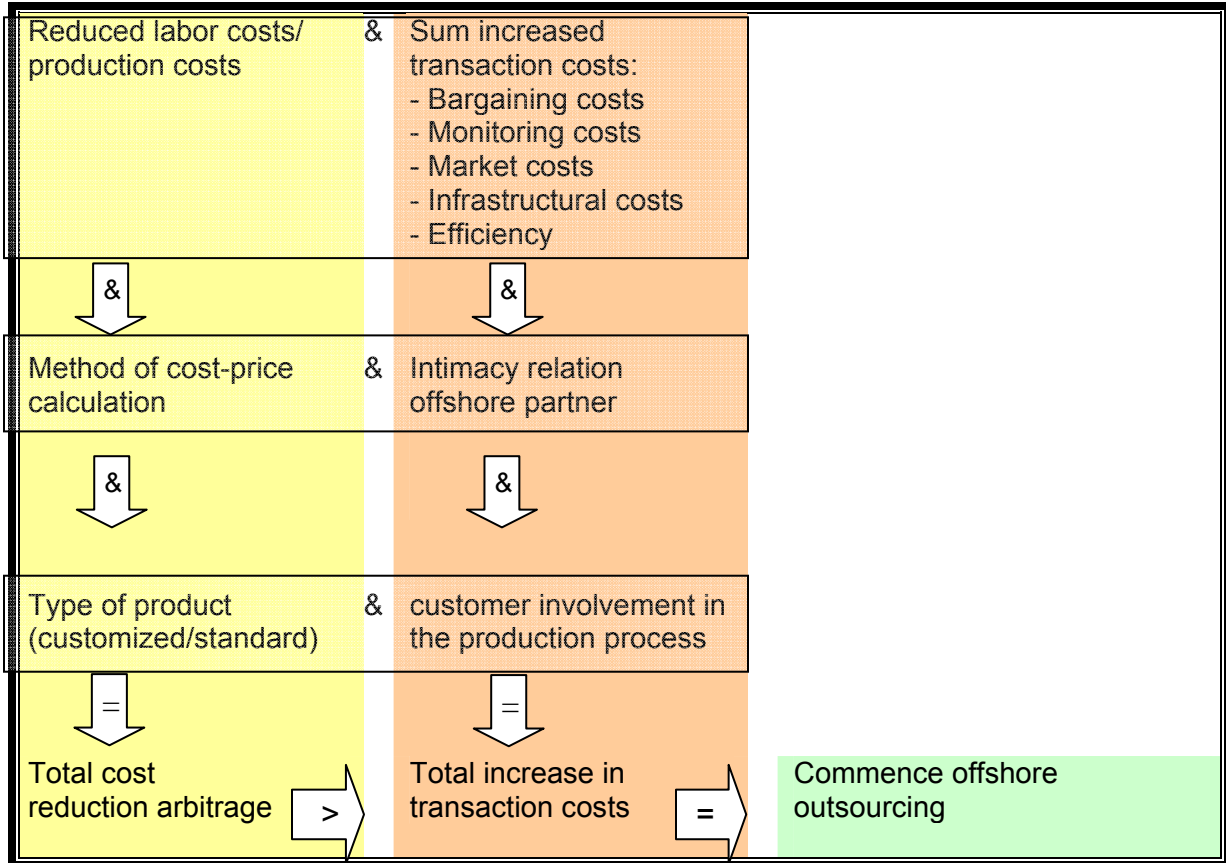 Reduced labor costs/
production costs
&
Sum increased
transaction costs:
- Bargaining costs
- Monitoring costs
- Market costs
- Infrastructural costs
- Efficiency
&
&
Method of cost-price
calculation
&
Intimacy relation
offshore partner
&
&
Type of product
(customized/standard)
&
customer involvement in
the production process
=
=
Total cost
reduction arbitrage
>
Total increase in
transaction costs
=
Commence offshore
outsourcing